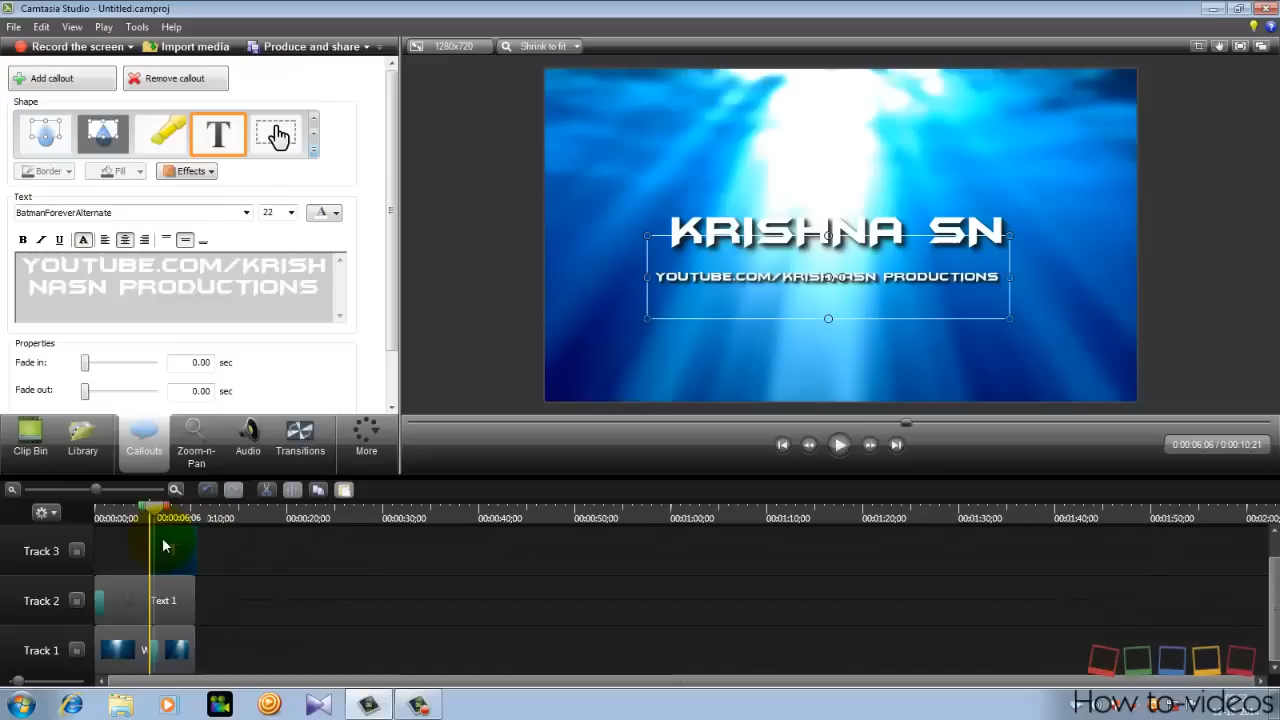 Camtasia Studio - Untitled.camproj
File Edit View Play Tools Help
Record the screen Import media Produce and share
1280x720 Shrink to fit
Add callout Remove callout
Shape
T
Border Fill Effects
Text
BatmanForeverAlternate 22 A
B I U A
YOUTUBE.COM/KRISH
NASN PRODUCTIONS
Properties
Fade in: 0.00 sec
Fade out: 0.00 sec
KRISHNA SN
YOUTUBE.COM/KRISHNASN PRODUCTIONS
Clip Bin Library Callouts Zoom-n-Pan Audio Transitions More
0:00:06;06 / 0:00:10;21
00:00:00;00 00:00:06;06 0:10;00 00:00:20;00 00:00:30;00 00:00:40;00 00:00:50;00 00:01:00;00 00:01:10;00 00:01:20;00 00:01:30;00 00:01:40;00 00:01:50;00 00:02:00
Track 3
Track 2 Text 1
Track 1
How to-videos